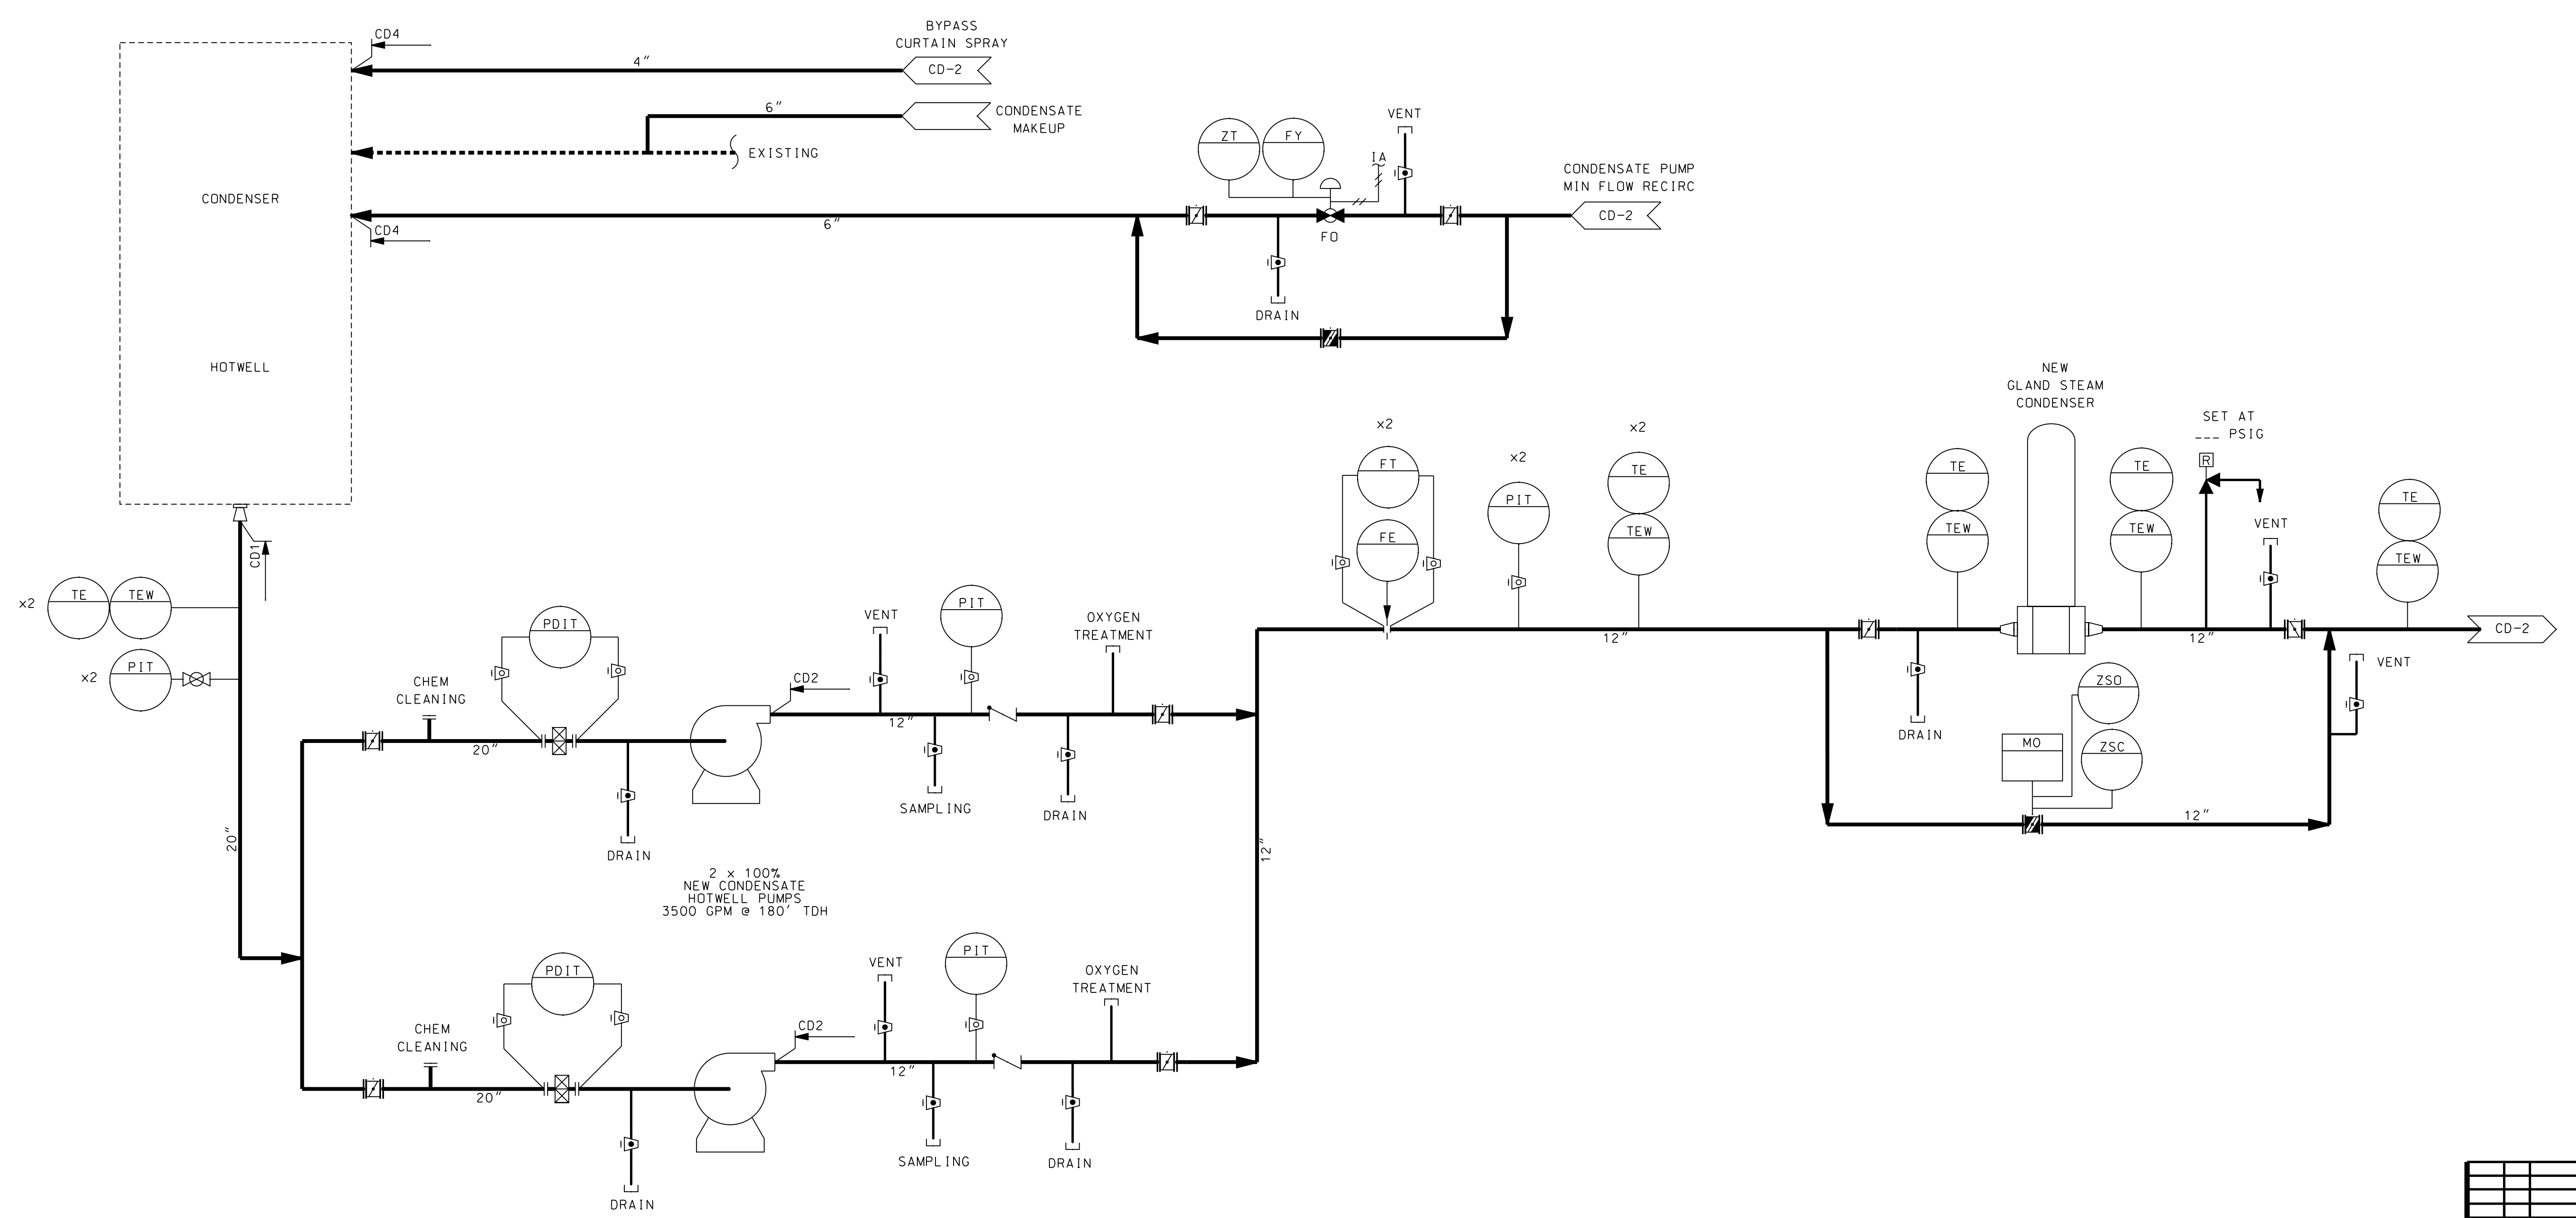 BYPASS
CURTAIN SPRAY
CD4
4"
CD-2
6"
CONDENSATE
MAKEUP
EXISTING
CONDENSER
HOTWELL
CD4
6"
ZT
FY
IA
VENT
FO
DRAIN
CONDENSATE PUMP
MIN FLOW RECIRC
CD-2
CD1
x2
TE
TEW
x2
PIT
20"
CHEM
CLEANING
20"
PDIT
DRAIN
CD2
VENT
12"
PIT
SAMPLING
OXYGEN
TREATMENT
DRAIN
2 x 100%
NEW CONDENSATE
HOTWELL PUMPS
3500 GPM @ 180' TDH
CHEM
CLEANING
20"
PDIT
DRAIN
CD2
VENT
12"
PIT
SAMPLING
OXYGEN
TREATMENT
DRAIN
12"
x2
FT
FE
x2
PIT
x2
TE
TEW
12"
NEW
GLAND STEAM
CONDENSER
TE
TEW
DRAIN
TE
TEW
SET AT
___ PSIG
R
VENT
12"
TE
TEW
CD-2
VENT
ZSO
MO
ZSC
12"